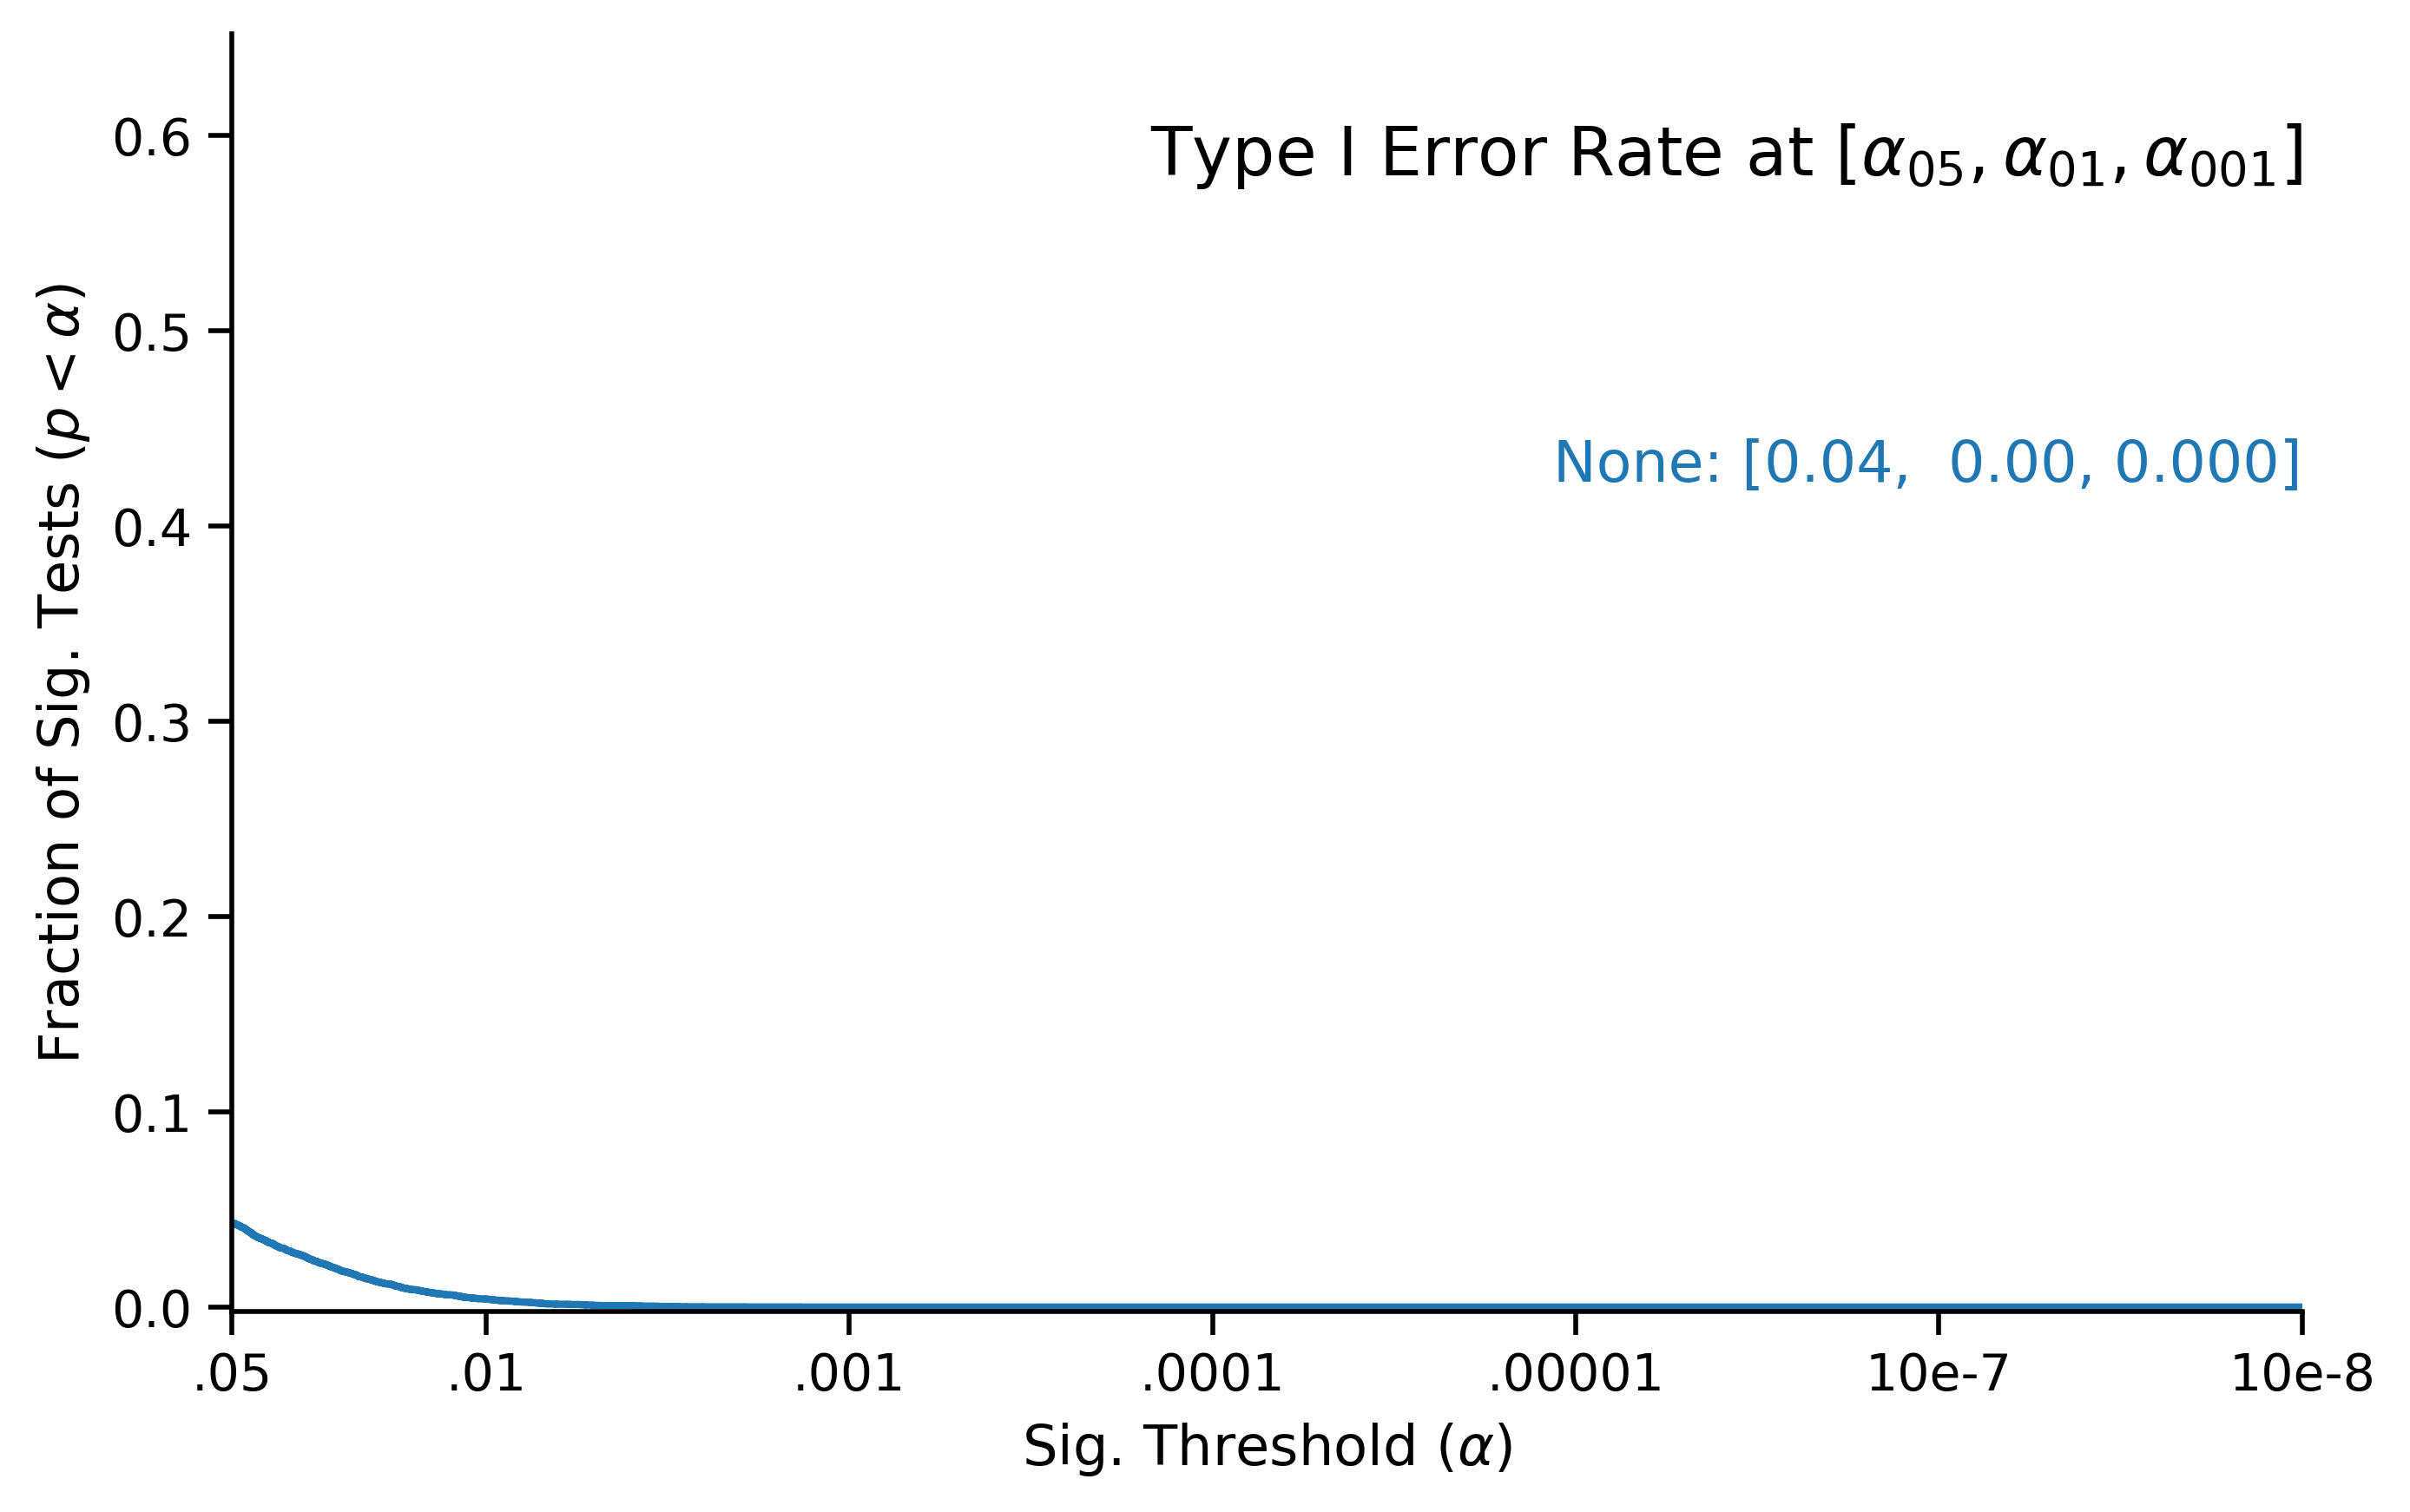 Type I Error Rate at [α05, α01, α001]
None: [0.04,  0.00, 0.000]
Fraction of Sig. Tests (p < α)
0.6
0.5
0.4
0.3
0.2
0.1
0.0
.05 .01 .001 .0001 .00001 10e-7 10e-8
Sig. Threshold (α)